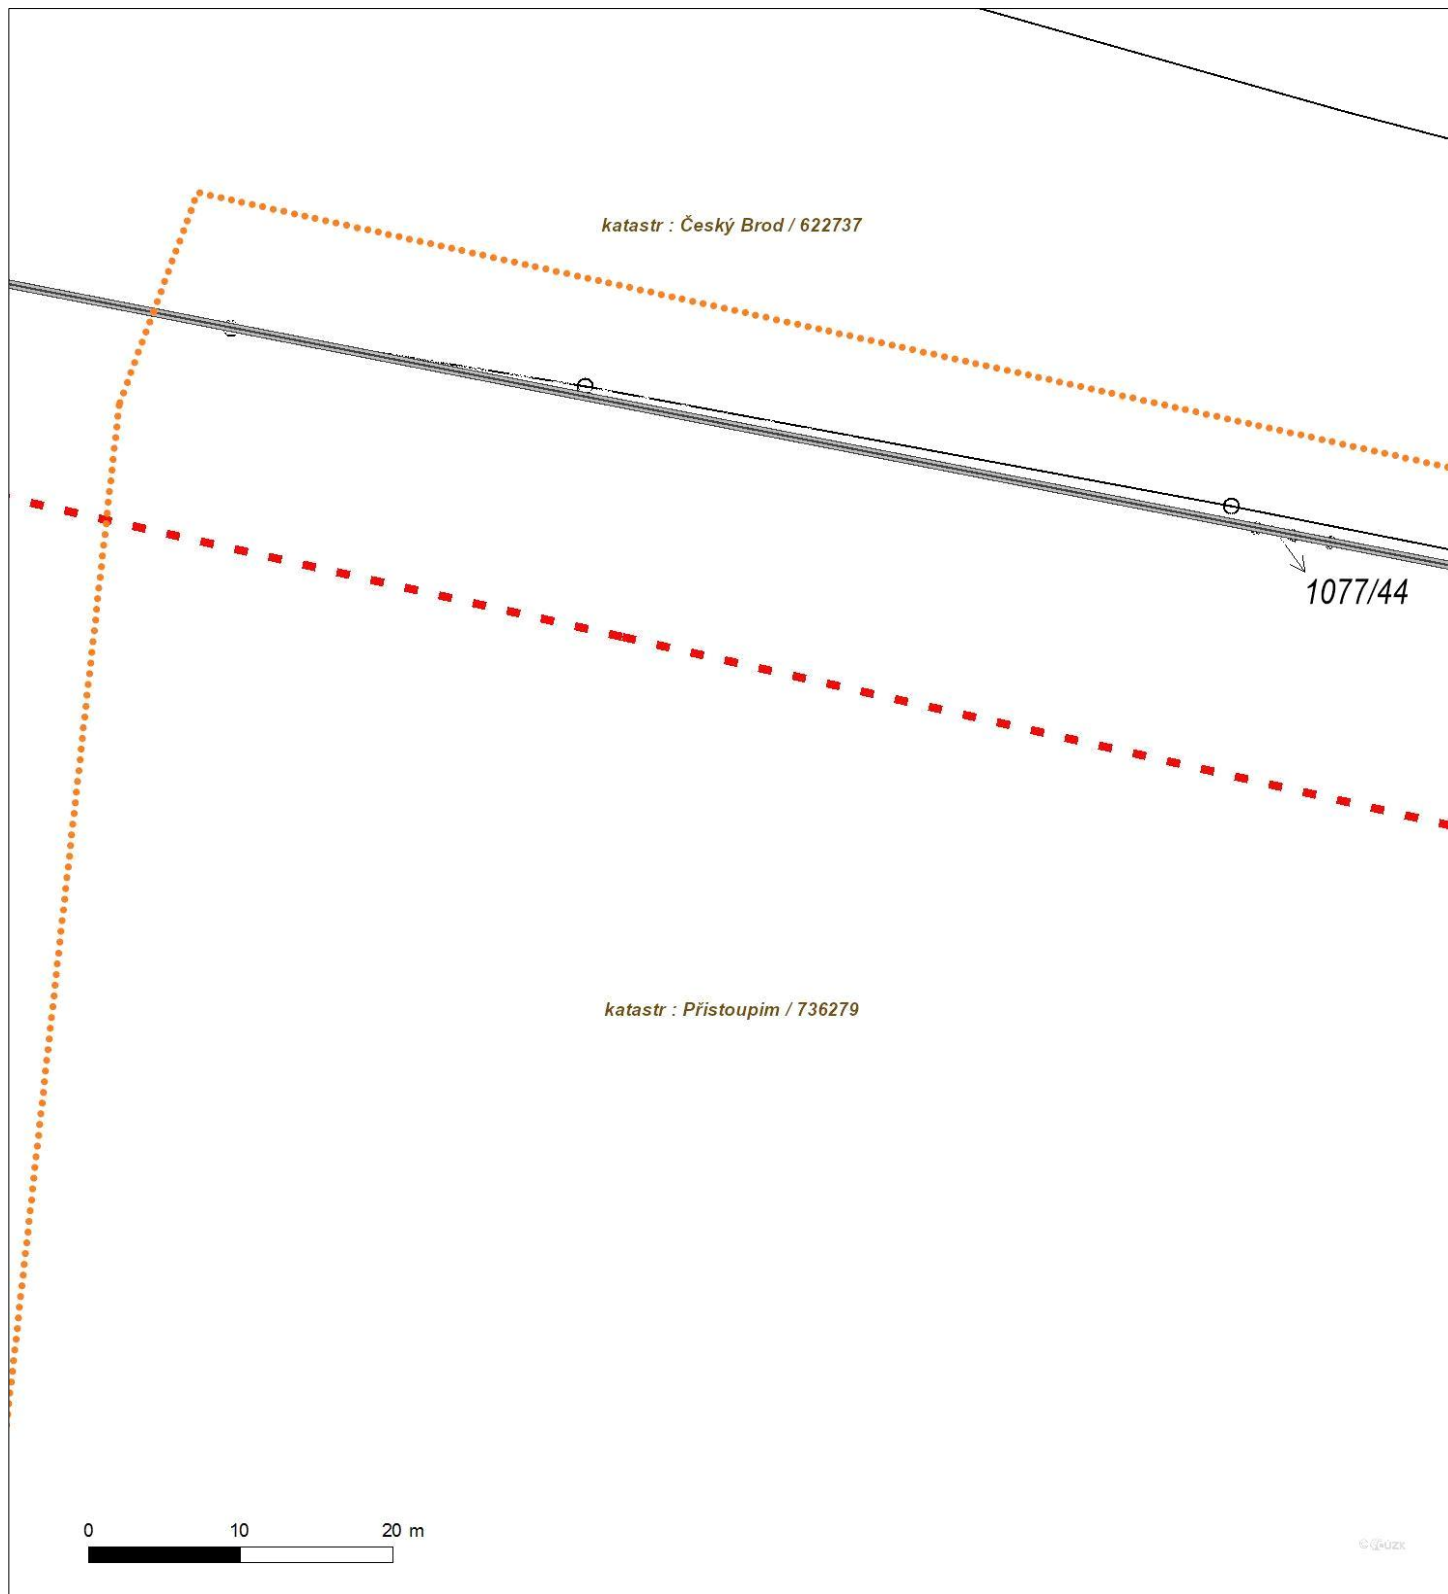 katastr : Český Brod / 622737
1077/44
katastr : Přistoupim / 736279
0 10 20 m